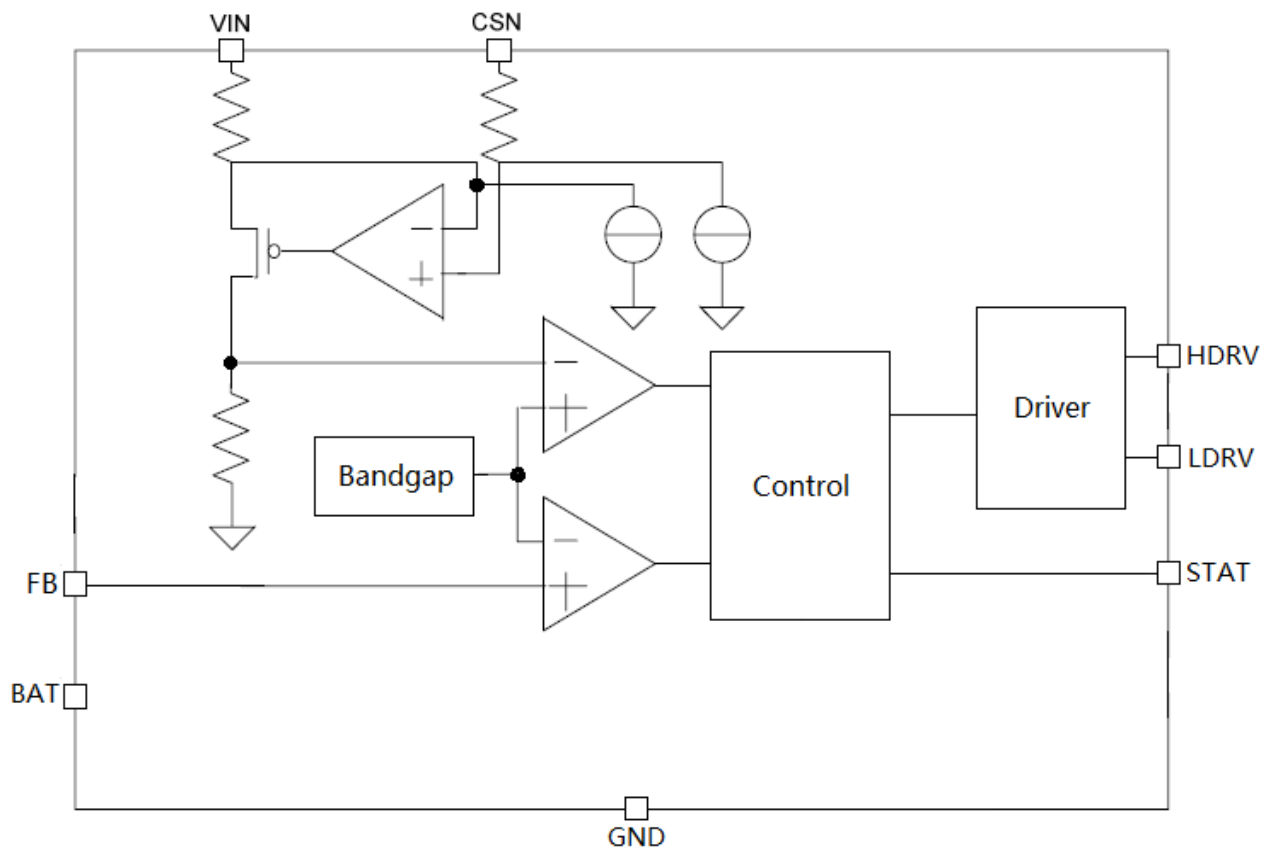 VIN
CSN
HDRV
Driver
LDRV
Bandgap
Control
FB
STAT
BAT
GND